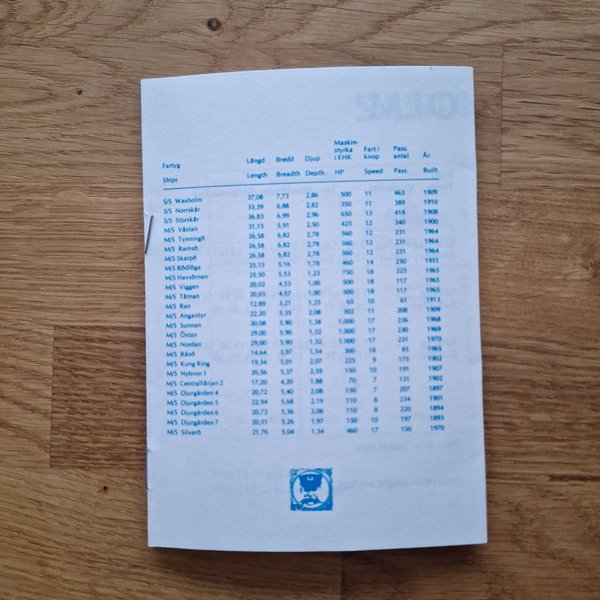 Maskin-
styrka Fart i Pass.
Fartyg Längd Bredd Djup i EHK knop antal År.
Ships Length Breadth Depth HP Speed Pass. Built
S/S Waxholm 37,08 7,73 2,86 500 11 463 1909
S/S Norrskär 33,39 6,88 2,82 350 11 389 1910
S/S Storskär 36,83 6,99 2,96 650 13 418 1908
M/S Västan 31,15 5,91 2,50 425 12 340 1900
M/S Tynningö 26,58 6,82 2,78 560 12 231 1964
M/S Ramsö 26,58 6,82 2,78 560 12 231 1964
M/S Skarpö 26,58 6,82 2,78 560 12 231 1964
M/S Rödlöga 25,15 5,16 1,78 460 14 250 1951
M/S Havsörnen 25,50 5,53 1,23 750 18 225 1965
M/S Viggen 20,02 4,53 1,00 500 18 117 1965
M/S Tärnan 20,03 4,57 1,00 500 18 117 1965
M/S Ran 12,89 3,21 1,25 65 10 61 1913
M/S Angantyr 22,20 5,35 2,08 302 11 208 1909
M/S Sunnan 30,08 5,90 1,38 1.000 17 236 1968
M/S Östan 29,00 5,90 1,32 1.000 17 230 1969
M/S Nordan 29,00 5,90 1,32 1.000 17 231 1970
M/S Rånö 14,64 3,97 1,54 300 18 65 1965
M/S Kung Ring 19,34 5,01 2,07 225 9 175 1902
M/S Nybron 1 20,56 5,37 2,39 150 10 191 1907
M/S Centralfärjan 2 17,20 4,20 1,88 70 7 131 1902
M/S Djurgården 4 20,72 5,40 2,08 150 7 207 1897
M/S Djurgården 5 22,94 5,68 2,19 110 8 234 1901
M/S Djurgården 6 20,72 5,36 2,06 110 8 220 1894
M/S Djurgården 7 20,31 5,26 1,97 150 10 197 1893
M/S Silverö 21,76 5,04 1,34 460 17 150 1970